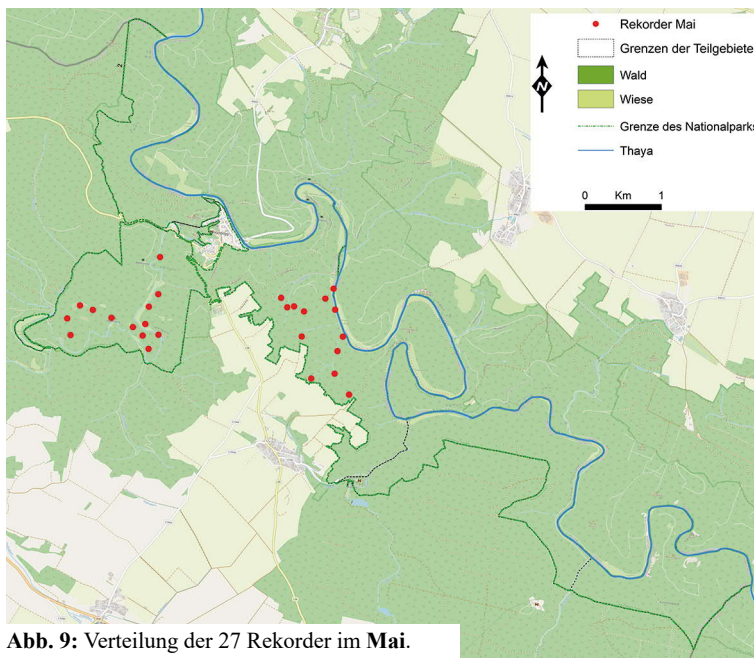 Rekorder Mai
Grenzen der Teilgebiete
N
Wald
Wiese
Grenze des Nationalparks
Thaya
0 Km 1
Abb. 9: Verteilung der 27 Rekorder im Mai.